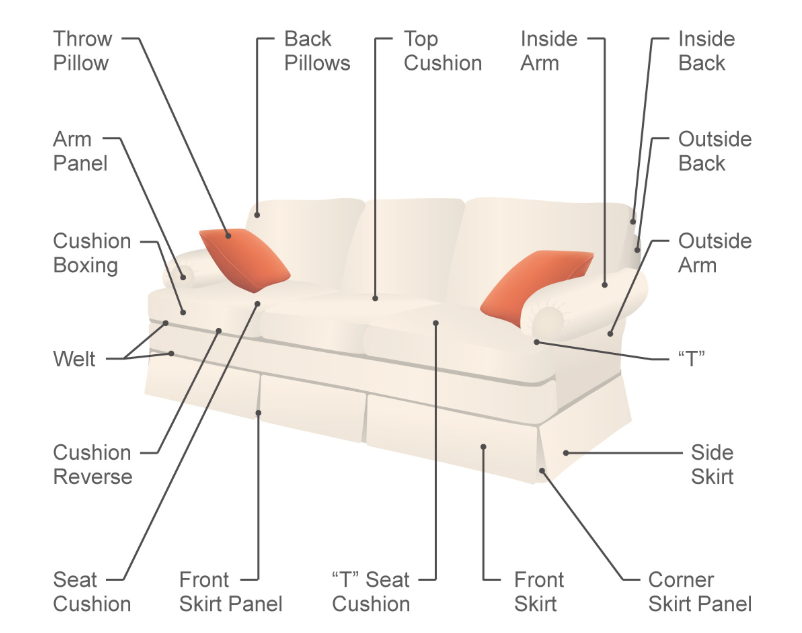 Throw
Pillow
Back
Pillows
Top
Cushion
Inside
Arm
Inside
Back
Arm
Panel
Outside
Back
Cushion
Boxing
Outside
Arm
Welt
“T”
Cushion
Reverse
Side
Skirt
Seat
Cushion
Front
Skirt Panel
“T” Seat
Cushion
Front
Skirt
Corner
Skirt Panel